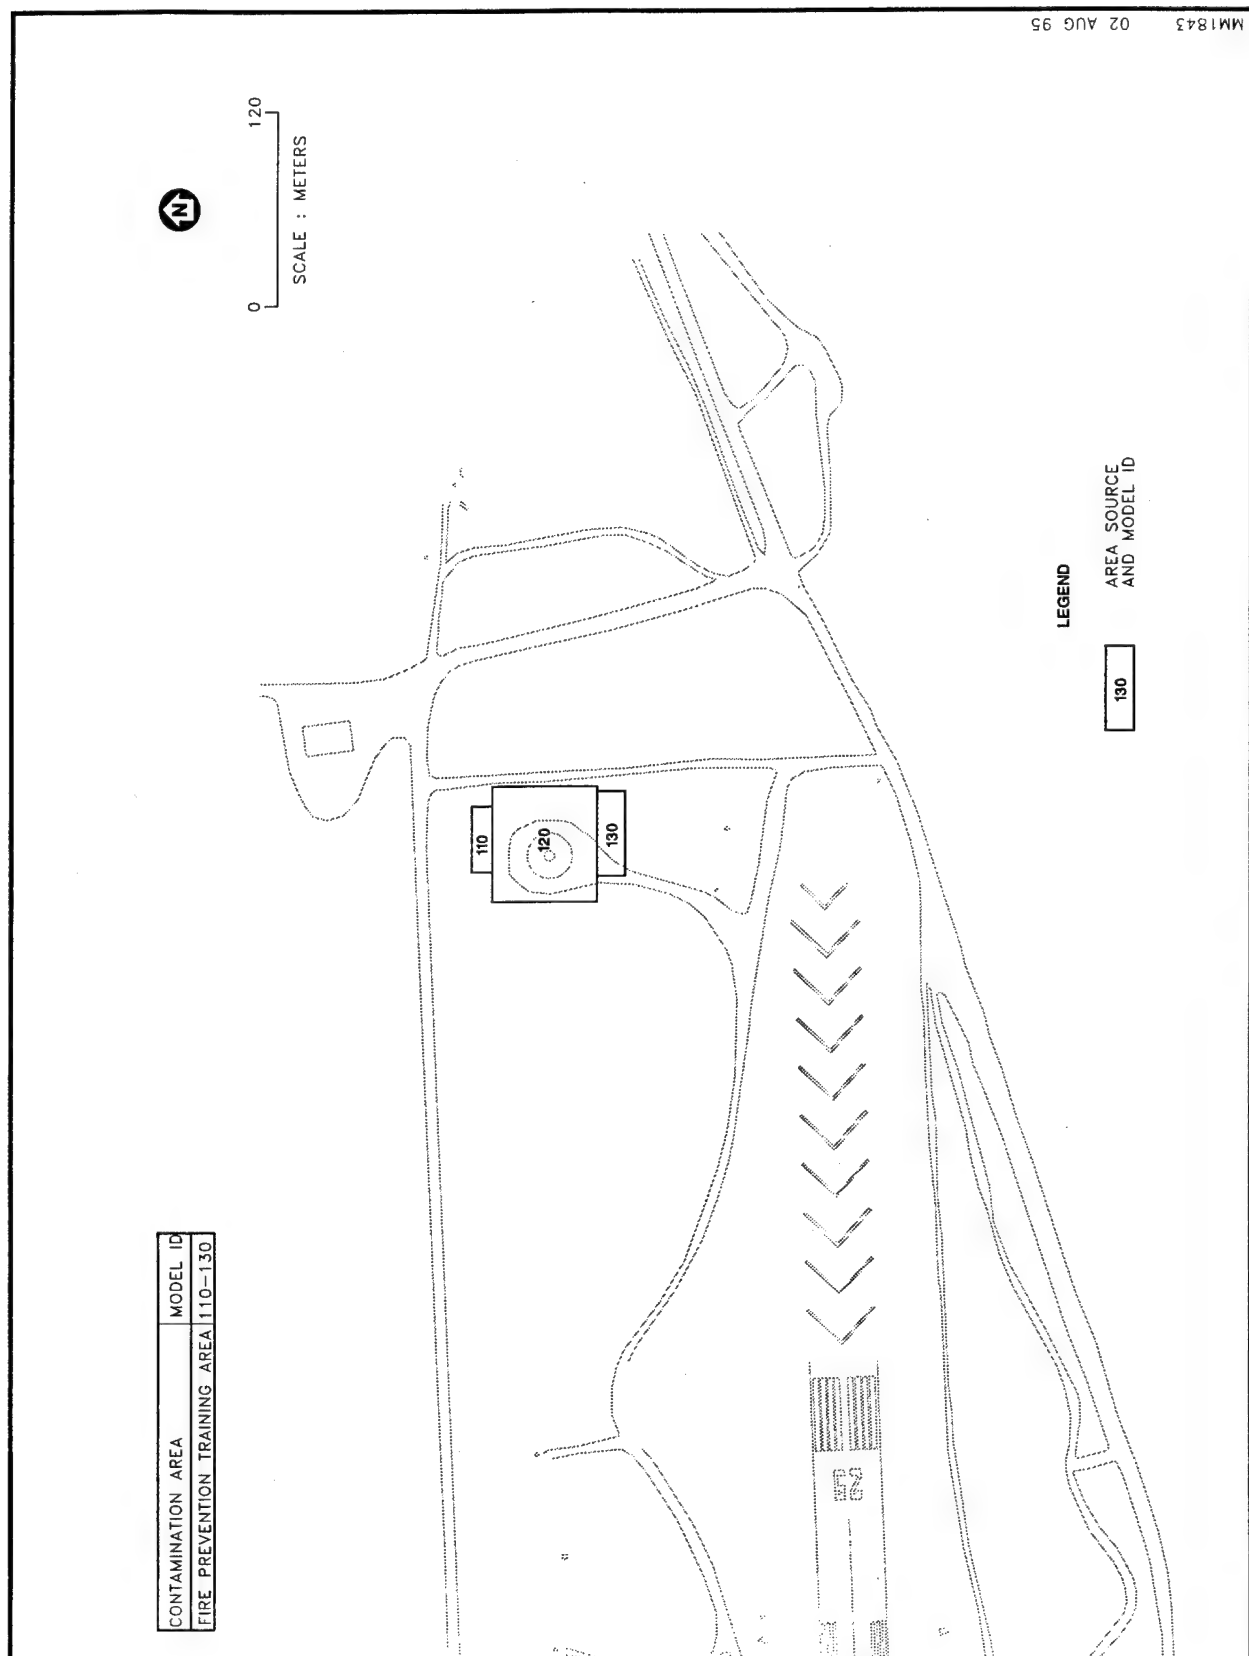 MM1843 02 AUG 95
N
0 120
SCALE : METERS
CONTAMINATION AREA MODEL ID
FIRE PREVENTION TRAINING AREA 110-130
110
120
130
LEGEND
130
AREA SOURCE
AND MODEL ID